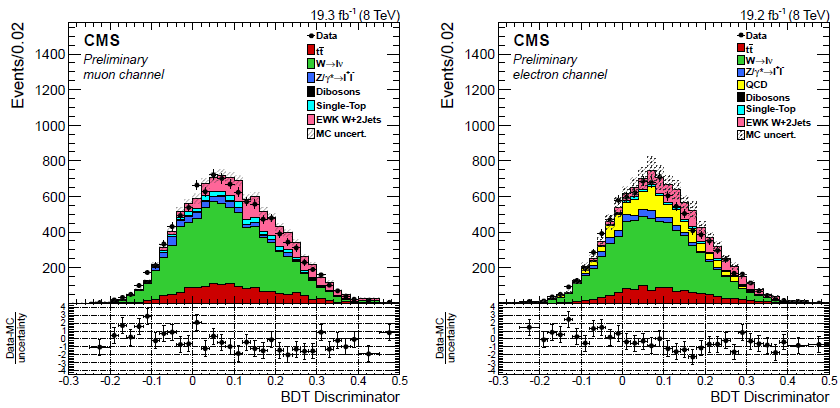 19.3 fb⁻¹ (8 TeV)
CMS
Preliminary
muon channel
Data
tt̄
W→lν
Z/γ*→l⁺l⁻
Dibosons
Single-Top
EWK W+2Jets
MC uncert.
Events/0.02
1400
1200
1000
800
600
400
200
Data-MC
uncertainty
4
3
2
1
0
-1
-2
-3
-4
-0.3 -0.2 -0.1 0 0.1 0.2 0.3 0.4 0.5
BDT Discriminator
19.2 fb⁻¹ (8 TeV)
CMS
Preliminary
electron channel
Data
tt̄
W→lν
Z/γ*→l⁺l⁻
QCD
Dibosons
Single-Top
EWK W+2Jets
MC uncert.
Events/0.02
1400
1200
1000
800
600
400
200
Data-MC
uncertainty
4
3
2
1
0
-1
-2
-3
-4
-0.3 -0.2 -0.1 0 0.1 0.2 0.3 0.4 0.5
BDT Discriminator